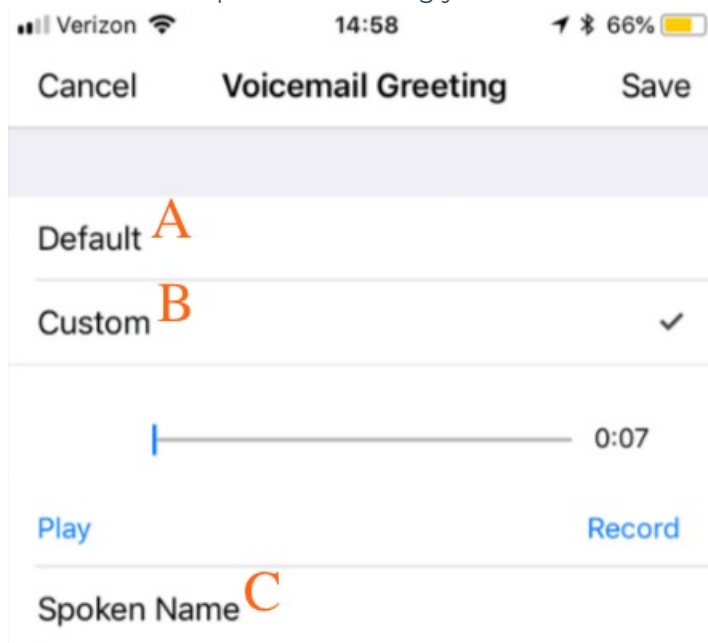 Verizon 14:58 66%
Cancel Voicemail Greeting Save
Default A
Custom B
0:07
Play Record
Spoken Name C